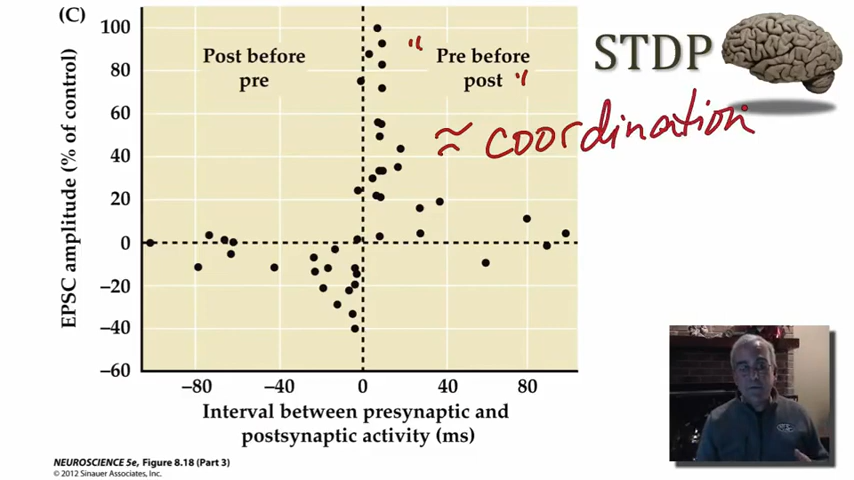 (C)
100
80
60
40
20
0
−20
−40
−60
EPSC amplitude (% of control)
Post before
pre
" Pre before
post "
≈ coordination
STDP
−80
−40
0
40
80
Interval between presynaptic and
postsynaptic activity (ms)
NEUROSCIENCE 5e, Figure 8.18 (Part 3)
© 2012 Sinauer Associates, Inc.